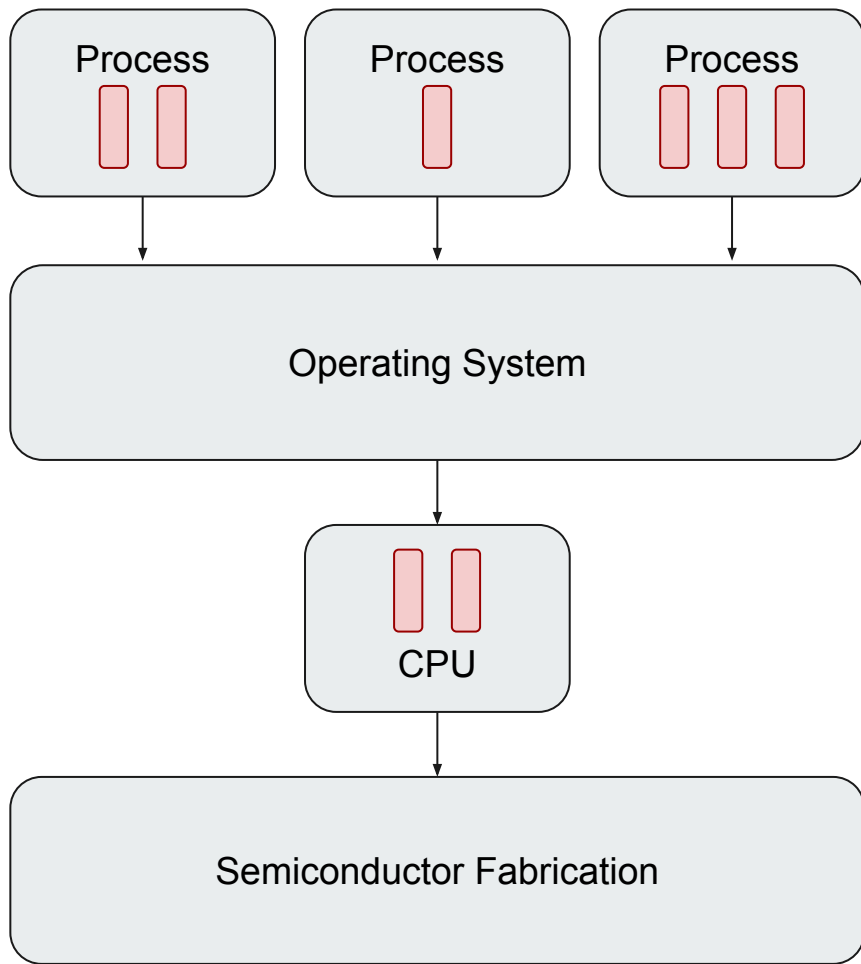 Process
Process
Process
Operating System
CPU
Semiconductor Fabrication